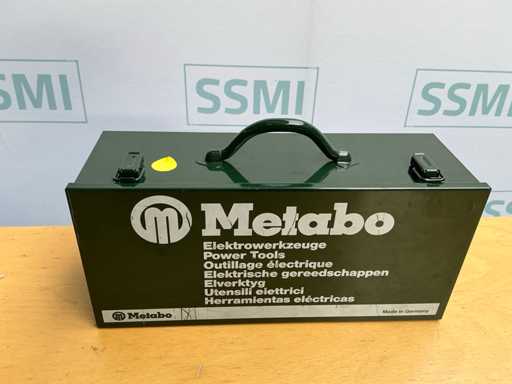 SSMI
SSMI
SSMI
m Metabo
Elektrowerkzeuge
Power Tools
Outillage électrique
Elektrische gereedschappen
Elverktyg
Utensili elettrici
Herramientas eléctricas
m Metabo
Made in Germany